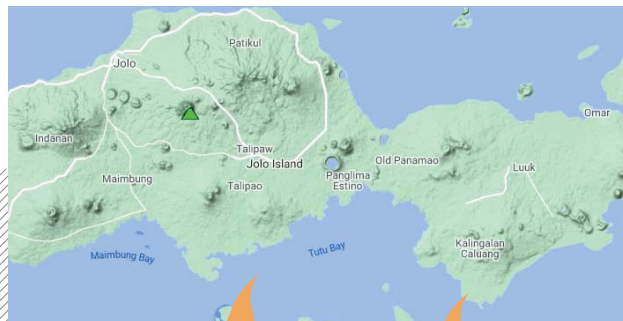 Patikul
Jolo
Omar
Indanan
Talipaw
Jolo Island
Old Panamao
Luuk
Maimbung
Talipao
Panglima
Estino
Kalingalan
Caluang
Tutu Bay
Maimbung Bay